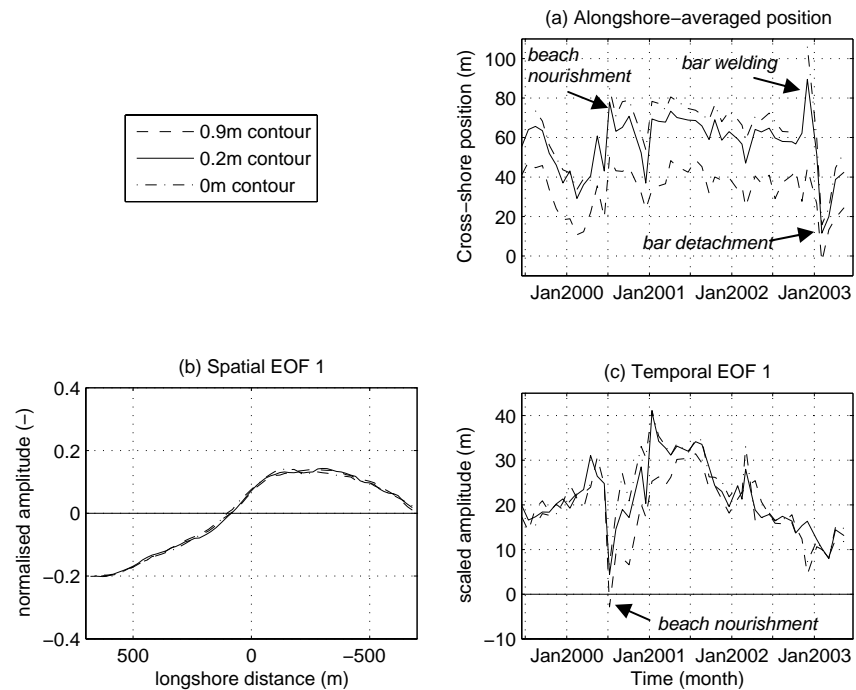 (a) Alongshore−averaged position
Cross−shore position (m)
100
80
60
40
20
0
beach
nourishment
bar welding
bar detachment
Jan2000 Jan2001 Jan2002 Jan2003
0.9m contour
0.2m contour
0m contour
(b) Spatial EOF 1
normalised amplitude (−)
0.4
0.2
0
−0.2
−0.4
500 0 −500
longshore distance (m)
(c) Temporal EOF 1
scaled amplitude (m)
40
30
20
10
0
−10
beach nourishment
Jan2000 Jan2001 Jan2002 Jan2003
Time (month)